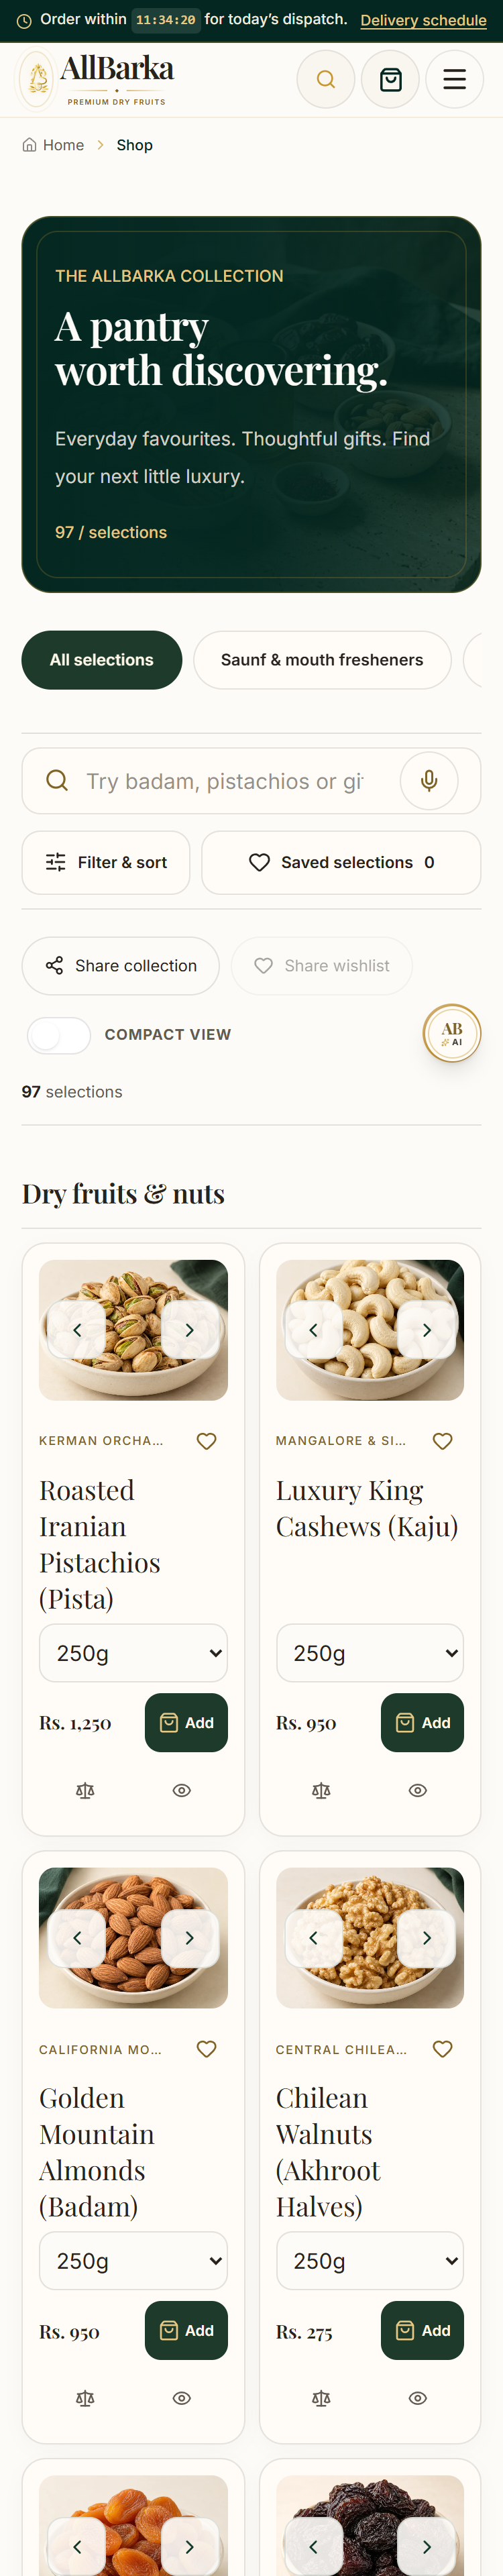 Order within 11:34:20 for today's dispatch. Delivery schedule
AllBarka
PREMIUM DRY FRUITS
Home > Shop
THE ALLBARKA COLLECTION
A pantry
worth discovering.
Everyday favourites. Thoughtful gifts. Find
your next little luxury.
97 / selections
All selections
Saunf & mouth fresheners
Try badam, pistachios or gi
Filter & sort
Saved selections 0
Share collection
Share wishlist
COMPACT VIEW
AB
AI
97 selections
Dry fruits & nuts
KERMAN ORCHA...
Roasted
Iranian
Pistachios
(Pista)
250g
Rs. 1,250
Add
MANGALORE & SI...
Luxury King
Cashews (Kaju)
250g
Rs. 950
Add
CALIFORNIA MO...
Golden
Mountain
Almonds
(Badam)
250g
Rs. 950
Add
CENTRAL CHILEA...
Chilean
Walnuts
(Akhroot
Halves)
250g
Rs. 275
Add